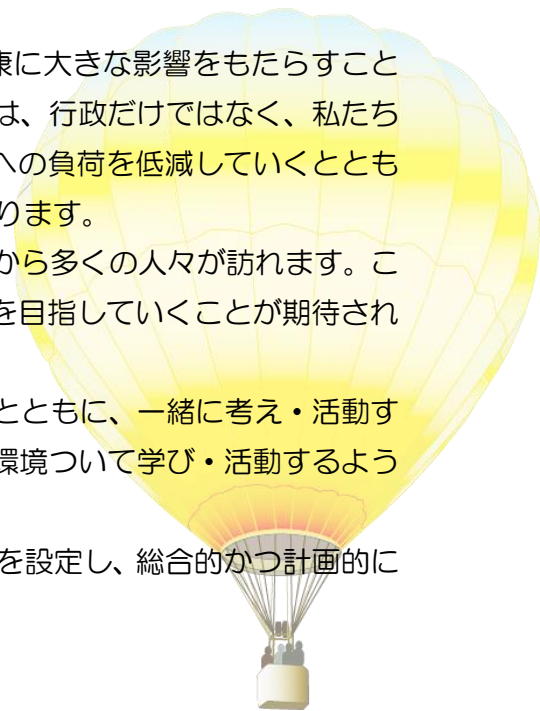 康に大きな影響をもたらすこと
は、行政だけではなく、私たち
への負荷を低減していくととも
ります。
から多くの人々が訪れます。こ
を目指していくことが期待され
とともに、一緒に考え・活動す
環境ついて学び・活動するよう
を設定し、総合的かつ計画的に